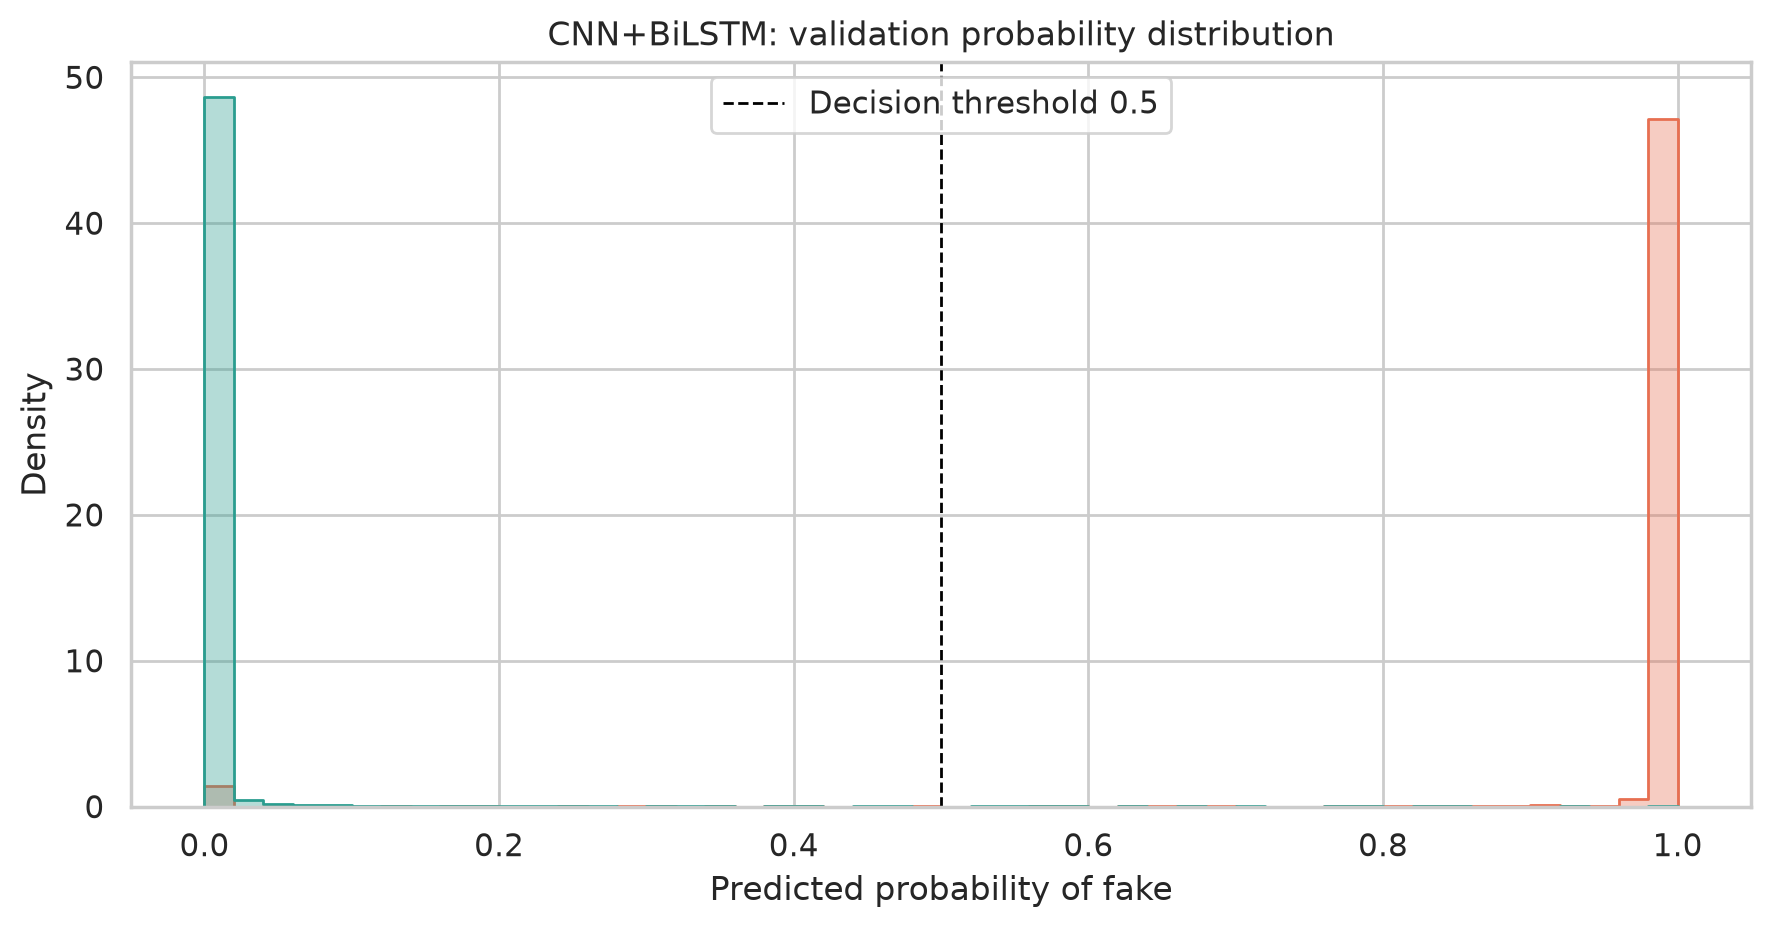 CNN+BiLSTM: validation probability distribution
Decision threshold 0.5
Density
50
40
30
20
10
0
0.0 0.2 0.4 0.6 0.8 1.0
Predicted probability of fake